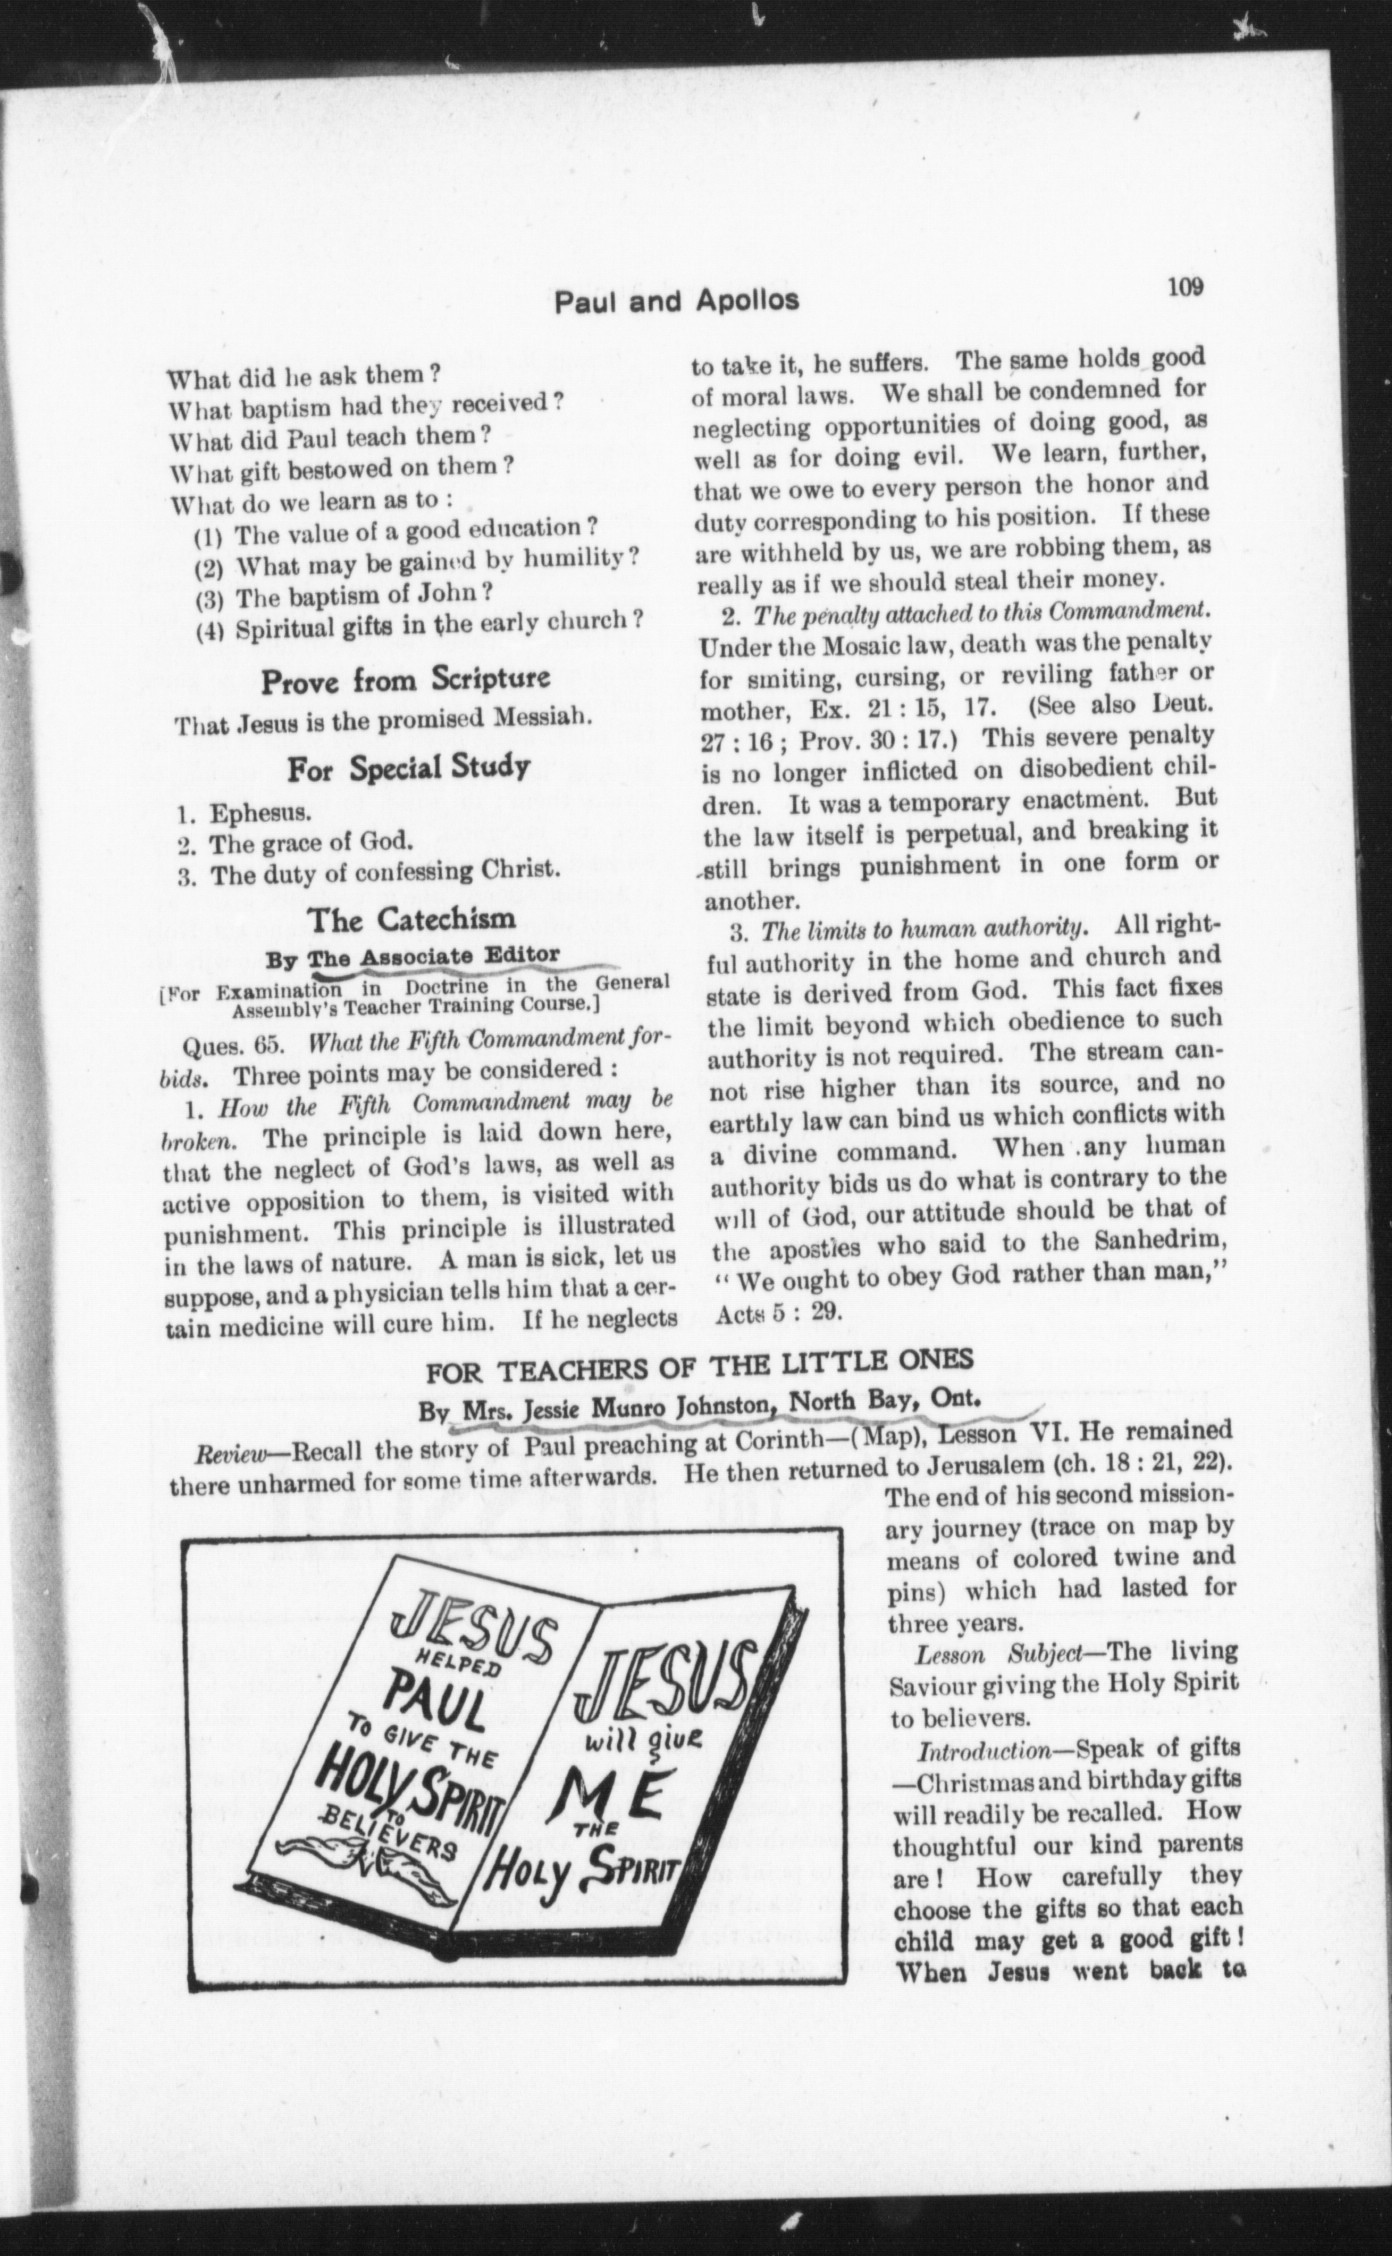 Paul and Apollos
109
What did he ask them ?
What baptism had they received ?
What did Paul teach them ?
What gift bestowed on them ?
What do we learn as to :
(1) The value of a good education ?
(2) What may be gained by humility ?
(3) The baptism of John ?
(4) Spiritual gifts in the early church ?
Prove from Scripture
That Jesus is the promised Messiah.
For Special Study
1. Ephesus.
2. The grace of God.
3. The duty of confessing Christ.
The Catechism
By The Associate Editor
[For Examination in Doctrine in the General
Assembly's Teacher Training Course.]
Ques. 65. What the Fifth Commandment for-
bids. Three points may be considered :
1. How the Fifth Commandment may be
broken. The principle is laid down here,
that the neglect of God's laws, as well as
active opposition to them, is visited with
punishment. This principle is illustrated
in the laws of nature. A man is sick, let us
suppose, and a physician tells him that a cer-
tain medicine will cure him. If he neglects
to take it, he suffers. The same holds good
of moral laws. We shall be condemned for
neglecting opportunities of doing good, as
well as for doing evil. We learn, further,
that we owe to every person the honor and
duty corresponding to his position. If these
are withheld by us, we are robbing them, as
really as if we should steal their money.
2. The penalty attached to this Commandment.
Under the Mosaic law, death was the penalty
for smiting, cursing, or reviling father or
mother, Ex. 21 : 15, 17. (See also Deut.
27 : 16 ; Prov. 30 : 17.) This severe penalty
is no longer inflicted on disobedient chil-
dren. It was a temporary enactment. But
the law itself is perpetual, and breaking it
still brings punishment in one form or
another.
3. The limits to human authority. All right-
ful authority in the home and church and
state is derived from God. This fact fixes
the limit beyond which obedience to such
authority is not required. The stream can-
not rise higher than its source, and no
earthly law can bind us which conflicts with
a divine command. When any human
authority bids us do what is contrary to the
will of God, our attitude should be that of
the apostles who said to the Sanhedrim,
“ We ought to obey God rather than man,”
Acts 5 : 29.
FOR TEACHERS OF THE LITTLE ONES
By Mrs. Jessie Munro Johnston, North Bay, Ont.
Review—Recall the story of Paul preaching at Corinth—(Map), Lesson VI. He remained
there unharmed for some time afterwards. He then returned to Jerusalem (ch. 18 : 21, 22).
The end of his second mission-
ary journey (trace on map by
means of colored twine and
pins) which had lasted for
three years.
Lesson Subject—The living
Saviour giving the Holy Spirit
to believers.
Introduction—Speak of gifts
—Christmas and birthday gifts
will readily be recalled. How
thoughtful our kind parents
are ! How carefully they
choose the gifts so that each
child may get a good gift !
When Jesus went back to
JESUS
HELPED
PAUL
TO GIVE THE
HOLY SPIRIT
TO
BELIEVERS
JESUS
will give
ME
THE
HOLY SPIRIT